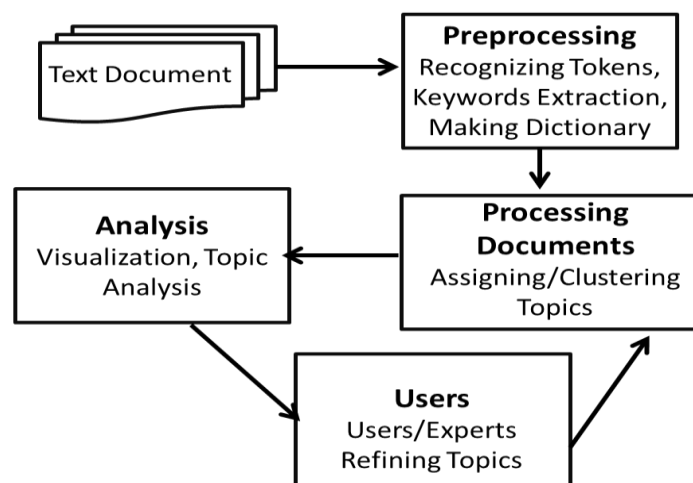 Text Document
Preprocessing
Recognizing Tokens,
Keywords Extraction,
Making Dictionary
Analysis
Visualization, Topic
Analysis
Processing
Documents
Assigning/Clustering
Topics
Users
Users/Experts
Refining Topics